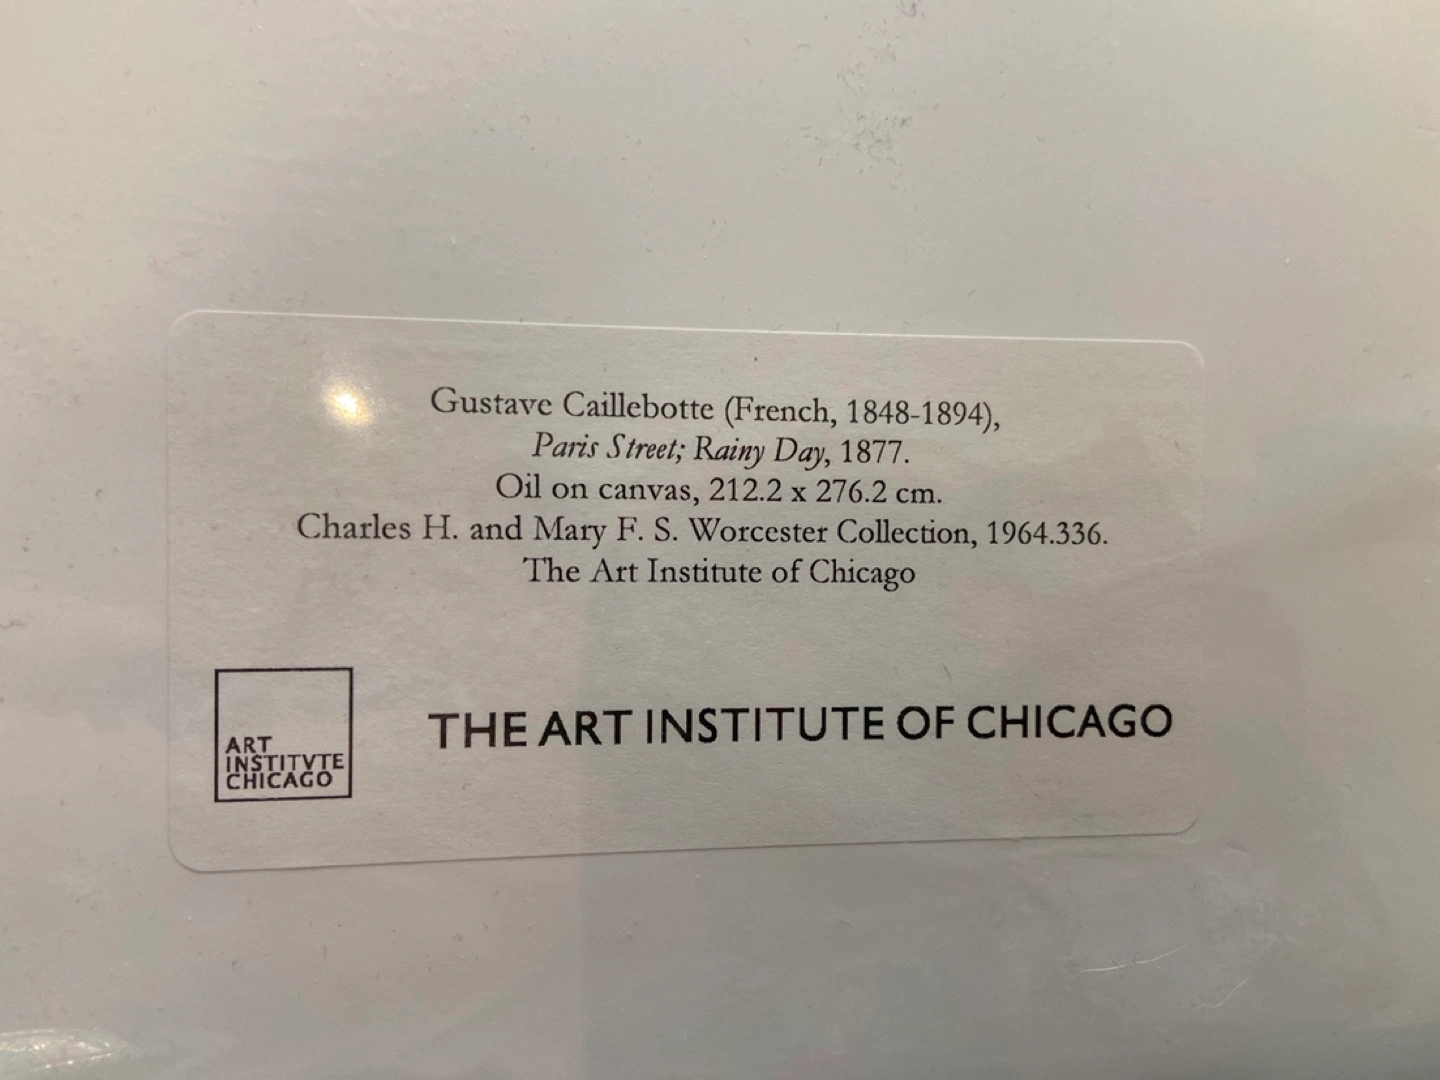 Gustave Caillebotte (French, 1848-1894),
Paris Street; Rainy Day, 1877.
Oil on canvas, 212.2 x 276.2 cm.
Charles H. and Mary F. S. Worcester Collection, 1964.336.
The Art Institute of Chicago
ART
INSTITVTE
CHICAGO
THE ART INSTITUTE OF CHICAGO